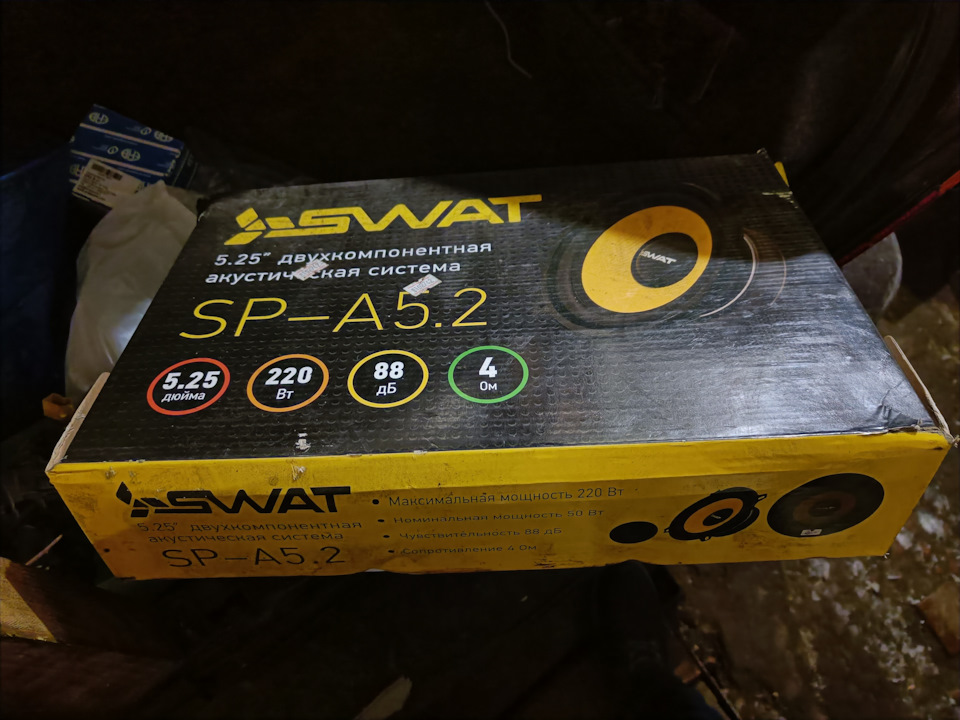 SWAT
5.25" двухкомпонентная
акустическая система
SP-A5.2
SWAT
5.25 дюйма
220 Вт
88 дБ
4 Ом
SWAT
5.25" двухкомпонентная
акустическая система
SP-A5.2
• Максимальная мощность 220 Вт
• Номинальная мощность 50 Вт
• Чувствительность 88 дБ
• Сопротивление 4 Ом